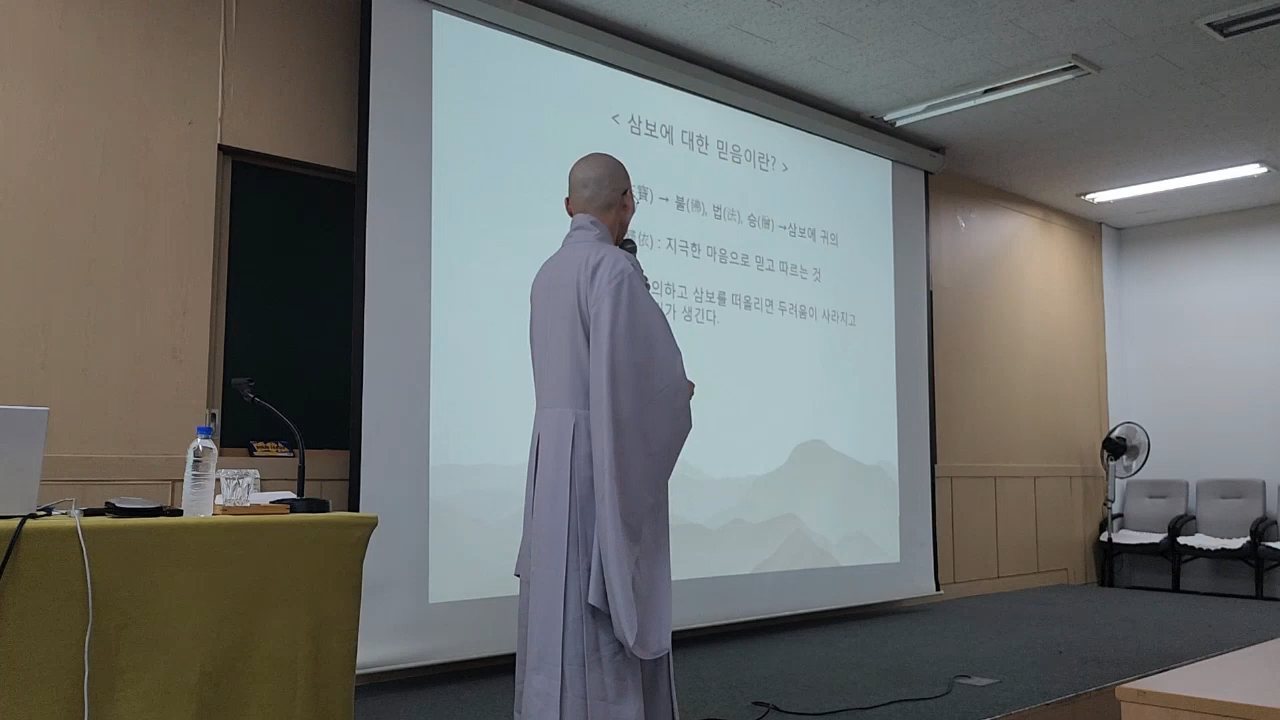 < 삼보에 대한 믿음이란? >
寶) → 불(佛), 법(法), 승(僧) →삼보에 귀의
(依) : 지극한 마음으로 믿고 따르는 것
의하고 삼보를 떠올리면 두려움이 사라지고
가 생긴다.